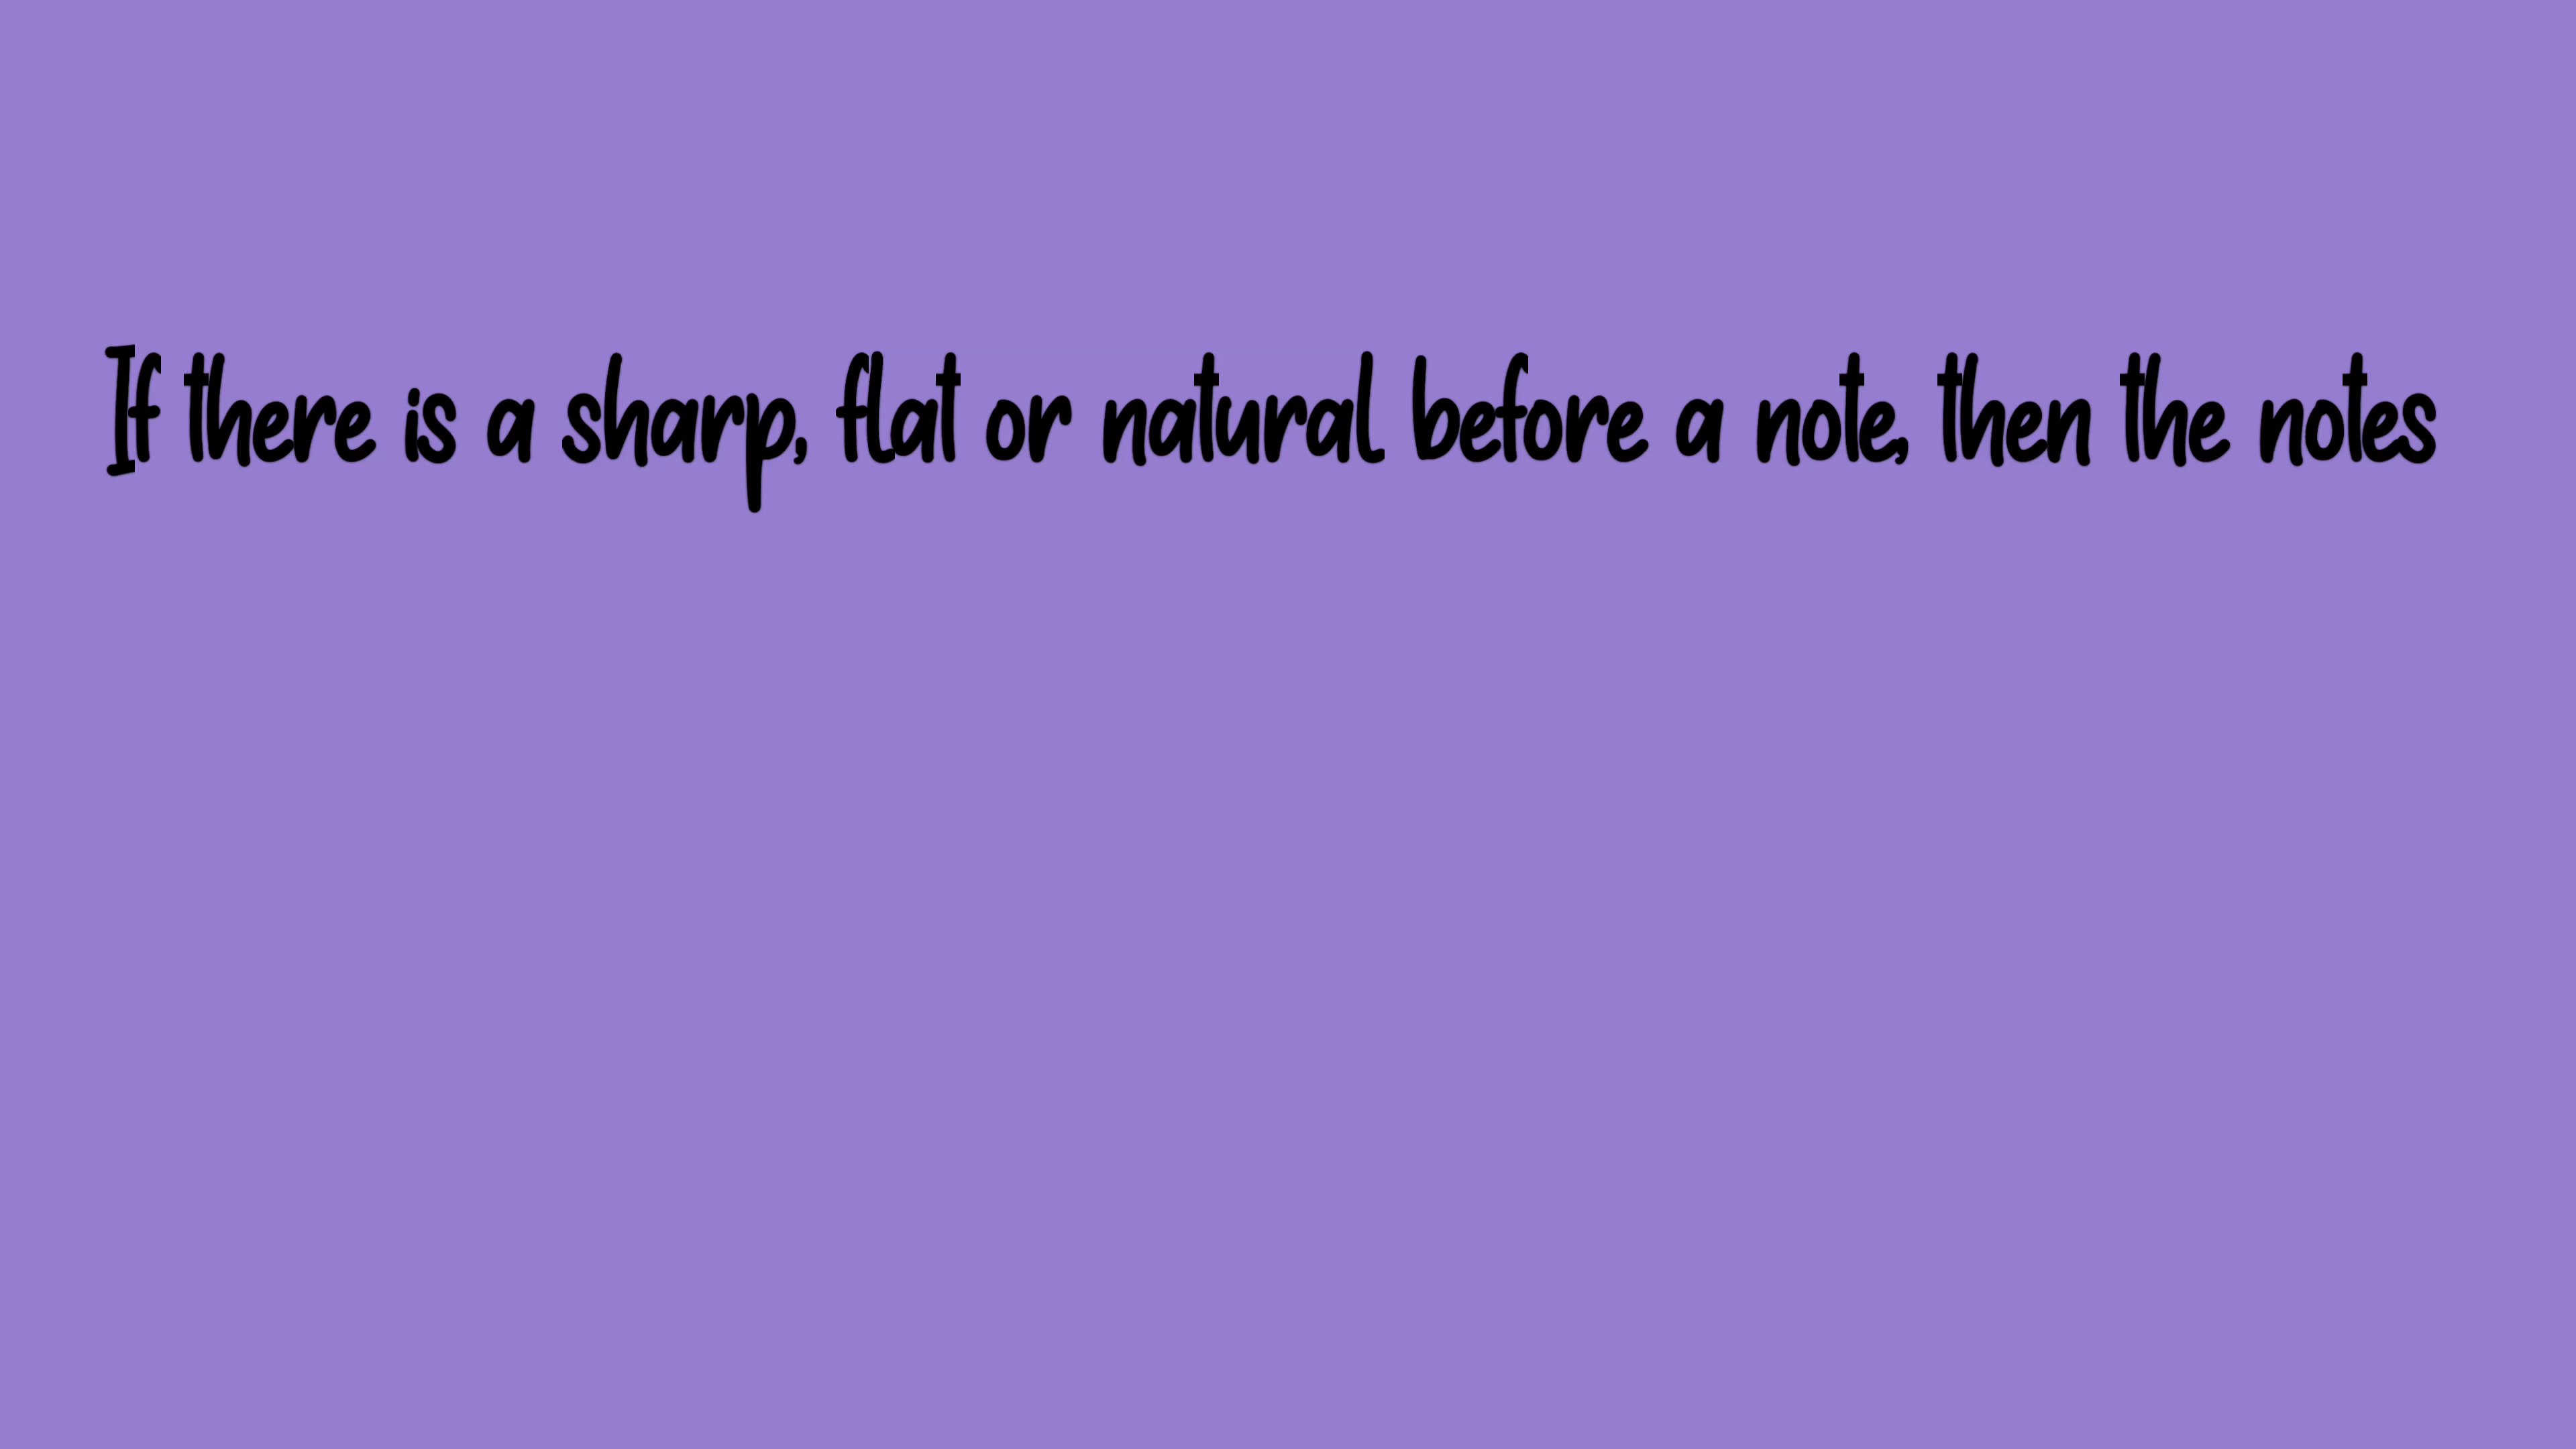 If there is a sharp, flat or natural before a note, then the notes